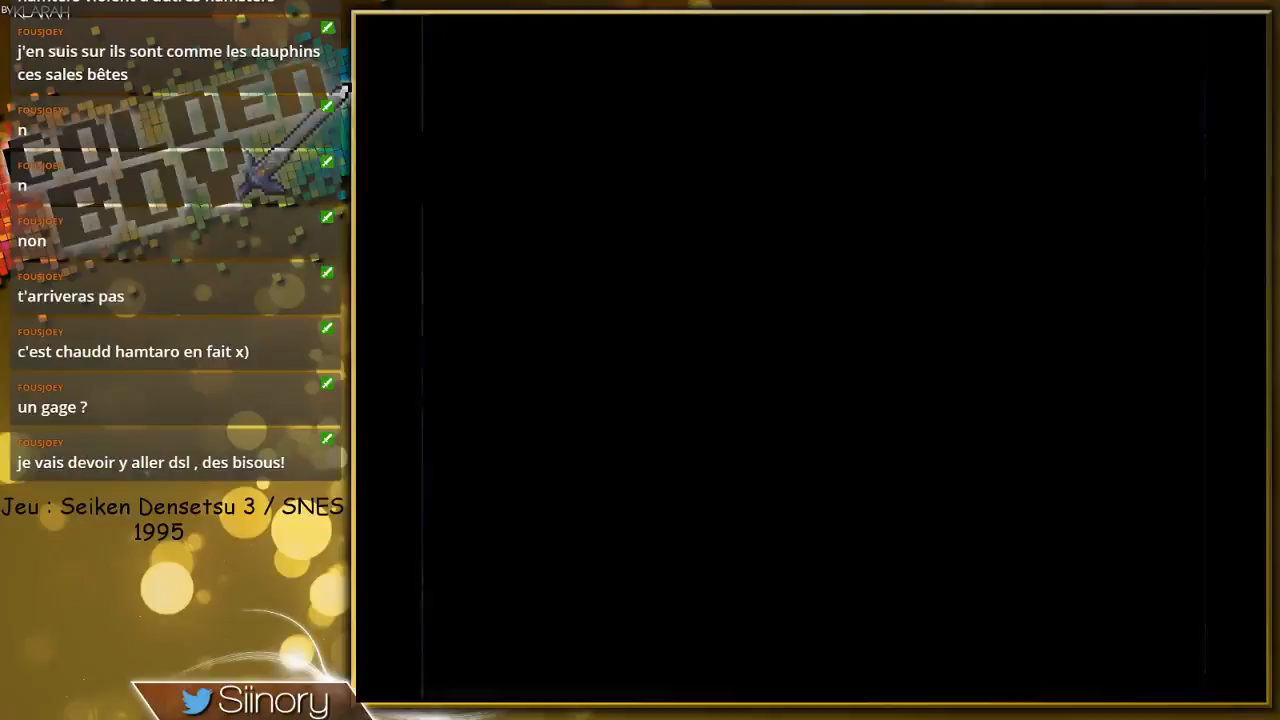 BY KLARAH
FOUSJOEY
j'en suis sur ils sont comme les dauphins
ces sales bêtes
FOUSJOEY
n
FOUSJOEY
n
FOUSJOEY
non
FOUSJOEY
t'arriveras pas
FOUSJOEY
c'est chaudd hamtaro en fait x)
FOUSJOEY
un gage ?
FOUSJOEY
je vais devoir y aller dsl , des bisous!
Jeu : Seiken Densetsu 3 / SNES
1995
Siinory